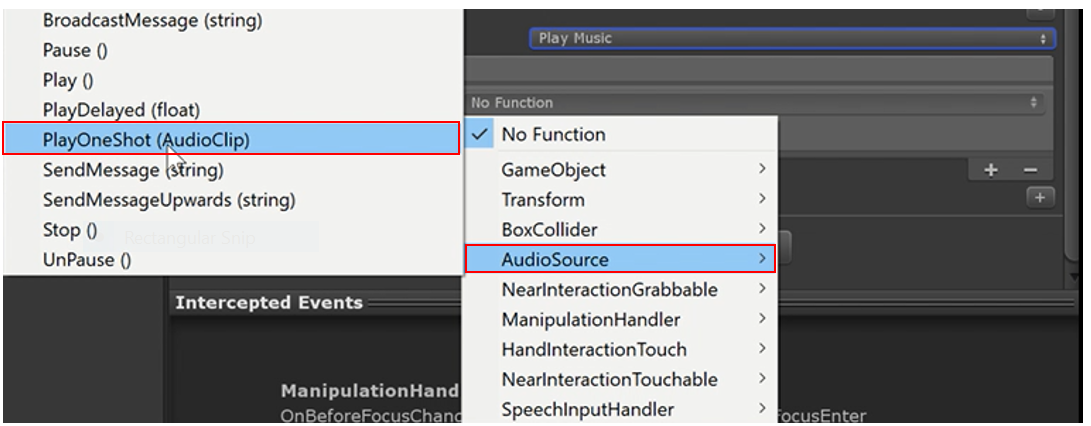 BroadcastMessage (string)
Pause ()
Play ()
PlayDelayed (float)
PlayOneShot (AudioClip)
SendMessage (string)
SendMessageUpwards (string)
Stop ()
Rectangular Snip
UnPause ()
Play Music
No Function
No Function
GameObject
Transform
BoxCollider
AudioSource
NearInteractionGrabbable
ManipulationHandler
HandInteractionTouch
NearInteractionTouchable
SpeechInputHandler
Intercepted Events
ManipulationHand
OnBeforeFocusChang
FocusEnter